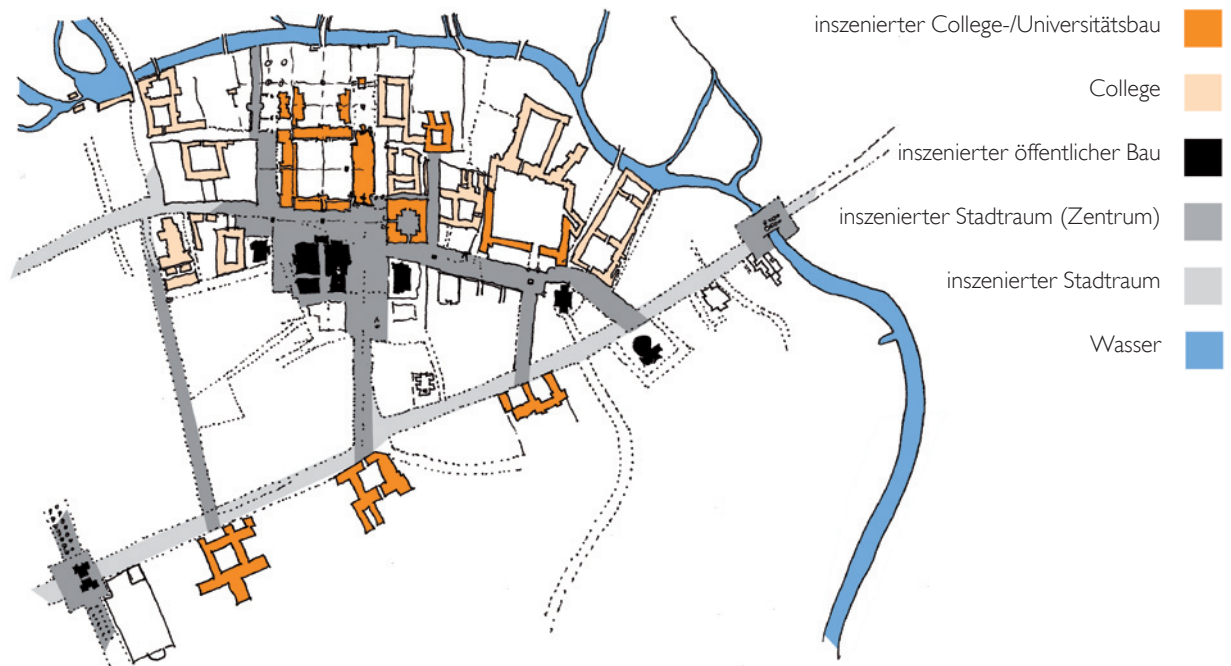 inszenierter College-/Universitätsbau
College
inszenierter öffentlicher Bau
inszenierter Stadtraum (Zentrum)
inszenierter Stadtraum
Wasser